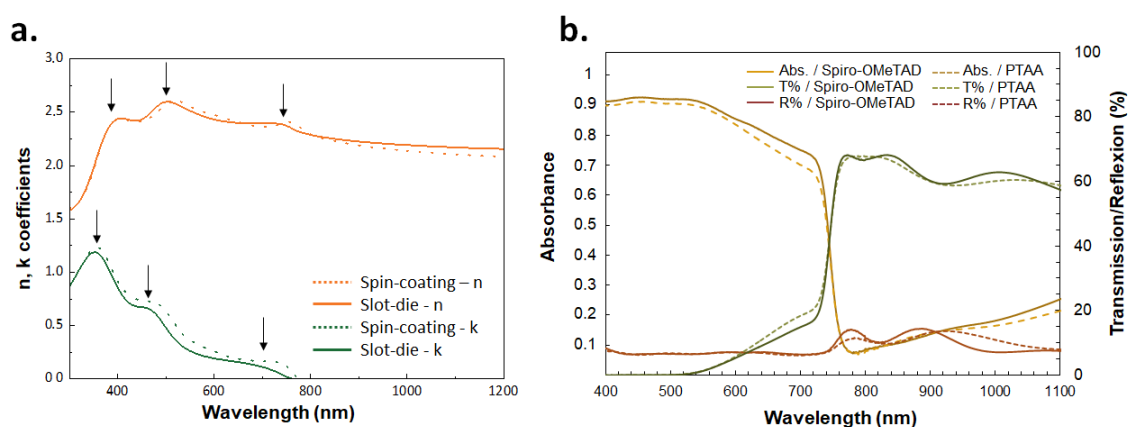 a.
3.0
2.5
2.0
1.5
1.0
0.5
0.0
n, k coefficients
400
600
800
1000
1200
Wavelength (nm)
Spin-coating – n
Slot-die - n
Spin-coating - k
Slot-die - k
b.
1
0.9
0.8
0.7
0.6
0.5
0.4
0.3
0.2
0.1
Absorbance
Abs. / Spiro-OMeTAD
T% / Spiro-OMeTAD
R% / Spiro-OMeTAD
Abs. / PTAA
T% / PTAA
R% / PTAA
100
80
60
40
20
0
Transmission/Reflexion (%)
400
500
600
700
800
900
1000
1100
Wavelength (nm)